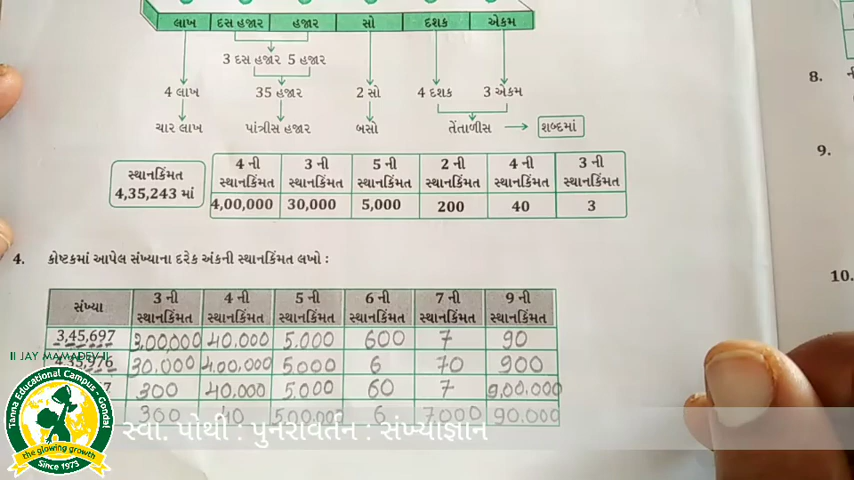 લાખ દસ હજાર હજાર સો દશક એકમ
3 દસ હજાર 5 હજાર
4 લાખ 35 હજાર 2 સો 4 દશક 3 એકમ
ચાર લાખ પાંત્રીસ હજાર બસો તેંતાળીસ → શબ્દમાં
સ્થાનકિંમત
4,35,243 માં
4 ની 3 ની 5 ની 2 ની 4 ની 3 ની
સ્થાનકિંમત સ્થાનકિંમત સ્થાનકિંમત સ્થાનકિંમત સ્થાનકિંમત સ્થાનકિંમત
4,00,000 30,000 5,000 200 40 3
8.
9.
10.
4. કોષ્ટકમાં આપેલ સંખ્યાના દરેક અંકની સ્થાનકિંમત લખો :
સંખ્યા 3 ની 4 ની 5 ની 6 ની 7 ની 9 ની
સ્થાનકિંમત સ્થાનકિંમત સ્થાનકિંમત સ્થાનકિંમત સ્થાનકિંમત સ્થાનકિંમત
3,45,697 3,00,000 40,000 5,000 600 7 90
4,35,976 30,000 4,00,000 5,000 6 70 900
300 40,000 5,000 60 7 9,00,000
300 40 5,00,000 6 7000 90,000
॥ JAY MAMADEV ॥
Tanna Educational Campus - Gondal
the glowing growth
Since 1973
સ્વા. પોથી : પુનરાવર્તન : સંખ્યાજ્ઞાન